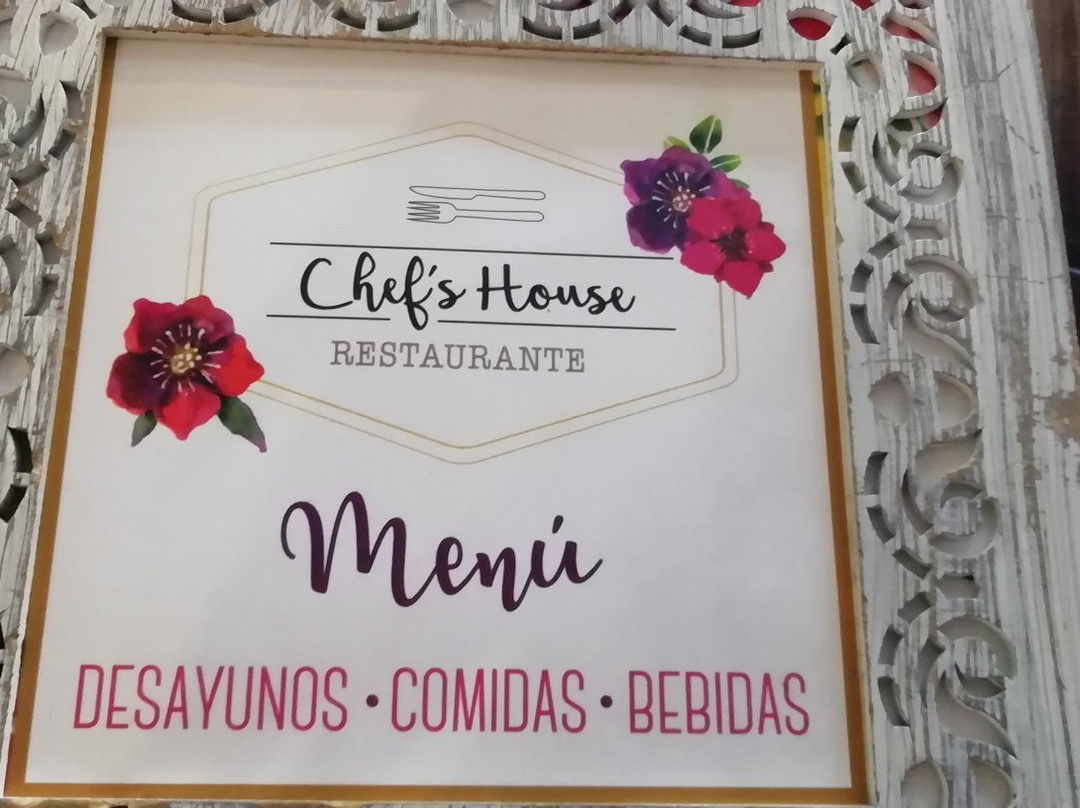 Chef's House
RESTAURANTE
Menú
DESAYUNOS • COMIDAS • BEBIDAS